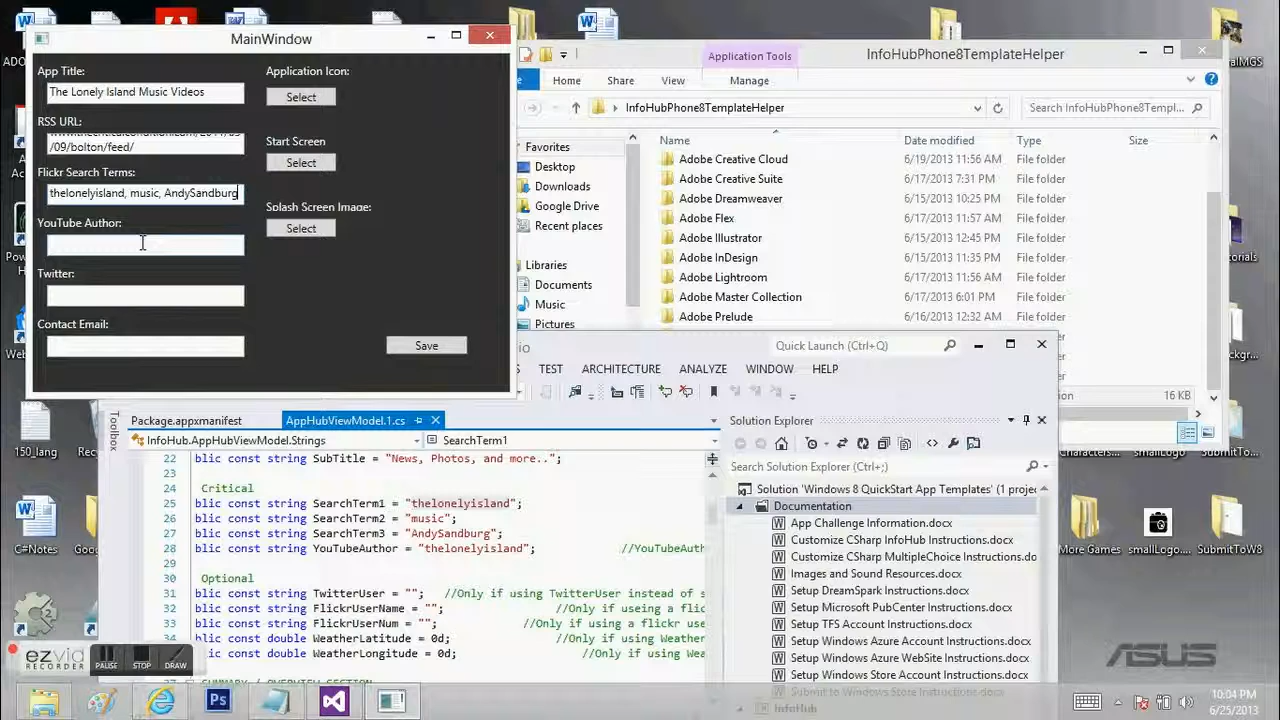 MainWindow
App Title:
The Lonely Island Music Videos
RSS URL:
/09/bolton/feed/
Flickr Search Terms:
thelonelyisland, music, AndySandburg
YouTube Author:
Twitter:
Contact Email:
Application Icon:
Select
Start Screen
Select
Splash Screen Image:
Select
Save
Application Tools
InfoHubPhone8TemplateHelper
Home
Share
View
Manage
InfoHubPhone8TemplateHelper
Search InfoHubPhone8Templ...
Favorites
Desktop
Downloads
Google Drive
Recent places
Libraries
Documents
Music
Pictures
Name
Date modified
Type
Size
Adobe Creative Cloud 6/19/2013 11:56 AM File folder
Adobe Creative Suite 6/17/2013 7:31 PM File folder
Adobe Dreamweaver 6/15/2013 10:25 PM File folder
Adobe Flex 6/17/2013 11:56 AM File folder
Adobe Illustrator 6/15/2013 12:45 PM File folder
Adobe InDesign 6/15/2013 11:35 PM File folder
Adobe Lightroom 6/17/2013 11:56 AM File folder
Adobe Master Collection 6/17/2013 6:01 PM File folder
Adobe Prelude 6/16/2013 12:32 AM File folder
16 KB
Quick Launch (Ctrl+Q)
TEST
ARCHITECTURE
ANALYZE
WINDOW
HELP
Toolbox
Package.appxmanifest
AppHubViewModel.1.cs
InfoHub.AppHubViewModel.Strings
SearchTerm1
22 blic const string SubTitle = "News, Photos, and more..";
23
24 Critical
25 blic const string SearchTerm1 = "thelonelyisland";
26 blic const string SearchTerm2 = "music";
27 blic const string SearchTerm3 = "AndySandburg";
28 blic const string YouTubeAuthor = "thelonelyisland"; //YouTubeAuth
29
30 Optional
31 blic const string TwitterUser = ""; //Only if using TwitterUser instead of s
32 blic const string FlickrUserName = ""; //Only if useing a flic
33 blic const string FlickrUserNum = ""; //Only if using a flickr use
34 blic const double WeatherLatitude = 0d; //Only if using Weather
35 blic const double WeatherLongitude = 0d; //Only if using Wea
Solution Explorer
Search Solution Explorer (Ctrl+;)
Solution 'Windows 8 QuickStart App Templates' (1 proje
Documentation
App Challenge Information.docx
Customize CSharp InfoHub Instructions.docx
Customize CSharp MultipleChoice Instructions.do
Images and Sound Resources.docx
Setup DreamSpark Instructions.docx
Setup Microsoft PubCenter Instructions.docx
Setup TFS Account Instructions.docx
Setup Windows Azure Account Instructions.docx
Setup Windows Azure WebSite Instructions.docx
Setup Windows Store Account Instructions.docx
Submit to Windows Store Instructions.docx
InfoHub
150_lang
C#Notes
More Games
smallLogo....
SubmitToW8
ASUS
ezvid
RECORDER
PAUSE
STOP
DRAW
Ps
10:04 PM
6/25/2013